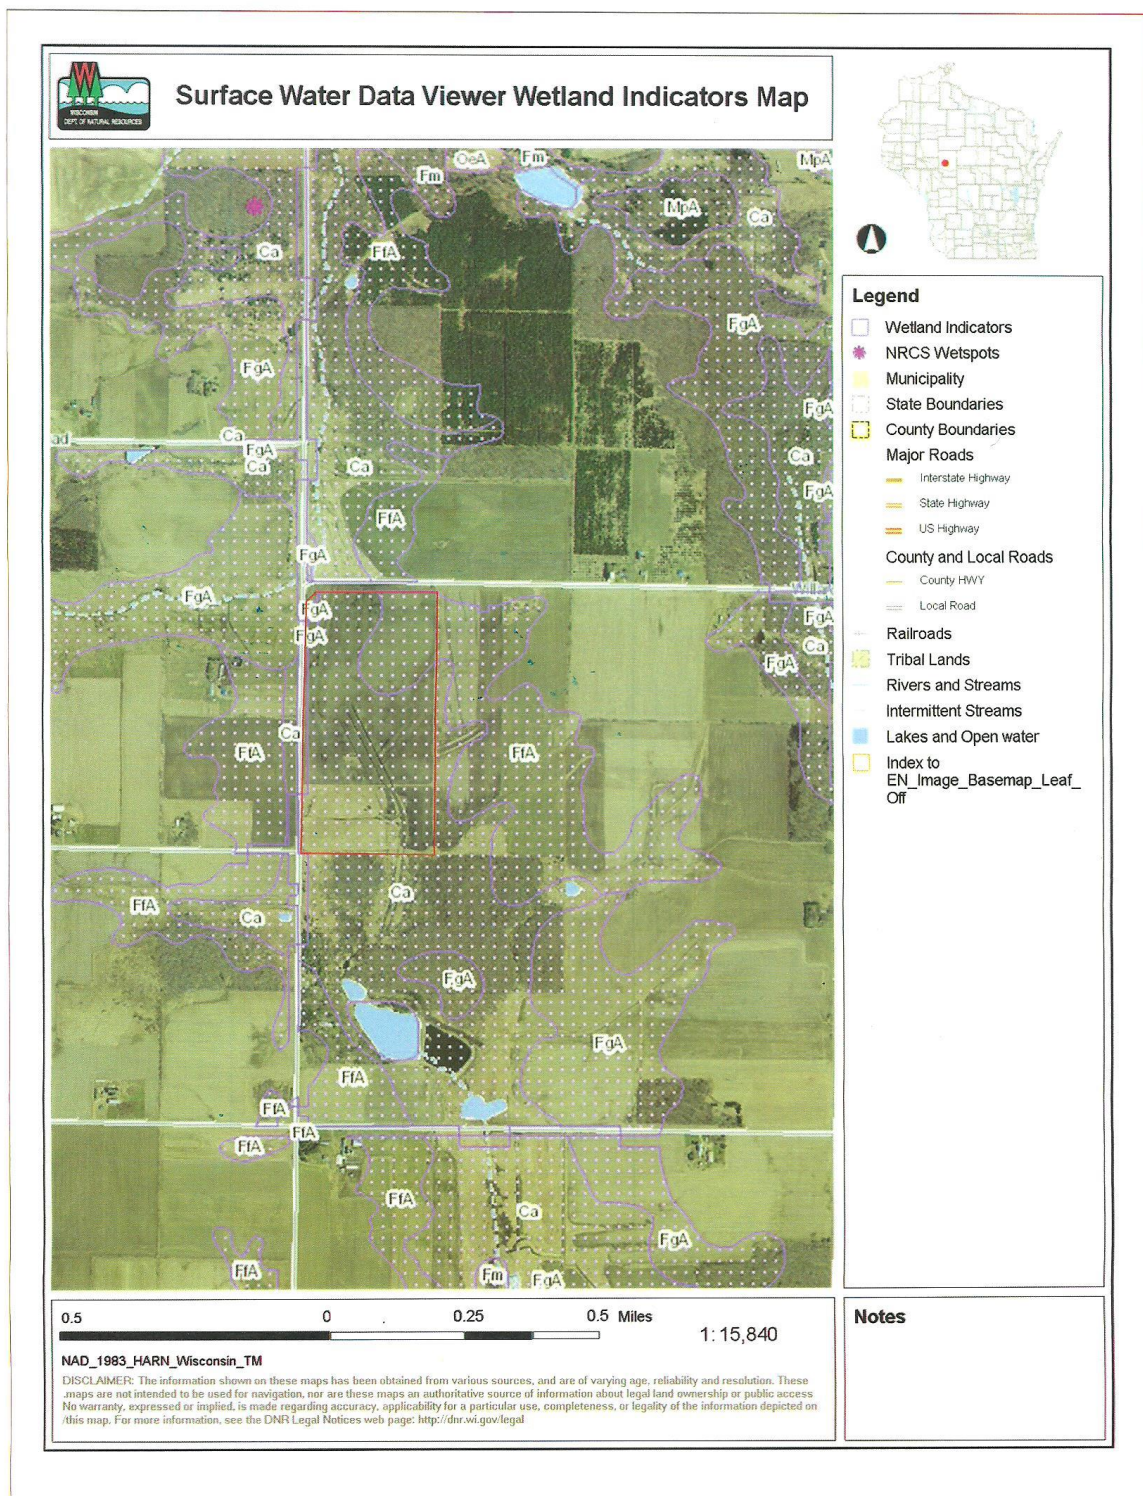 WISCONSIN
DEPT. OF NATURAL RESOURCES
Surface Water Data Viewer Wetland Indicators Map
OeA
Fm
MpA
Fm
MpA
Ca
Ca
FfA
FgA
FgA
FgA
ad
Ca
FgA
Ca
Ca
Ca
FgA
FfA
FgA
FgA
Will
FgA
FgA
FgA
Ca
FgA
Ca
FfA
FfA
Ca
FfA
Ca
FgA
FgA
FfA
FfA
FfA
FfA
FfA
Ca
FgA
FfA
Fm
FgA
Legend
Wetland Indicators
NRCS Wetspots
Municipality
State Boundaries
County Boundaries
Major Roads
Interstate Highway
State Highway
US Highway
County and Local Roads
County HWY
Local Road
Railroads
Tribal Lands
Rivers and Streams
Intermittent Streams
Lakes and Open water
Index to
EN_Image_Basemap_Leaf_
Off
0.5 0 0.25 0.5 Miles
1: 15,840
NAD_1983_HARN_Wisconsin_TM
DISCLAIMER: The information shown on these maps has been obtained from various sources, and are of varying age, reliability and resolution. These
maps are not intended to be used for navigation, nor are these maps an authoritative source of information about legal land ownership or public access
No warranty, expressed or implied, is made regarding accuracy, applicability for a particular use, completeness, or legality of the information depicted on
this map. For more information, see the DNR Legal Notices web page: http://dnr.wi.gov/legal
Notes